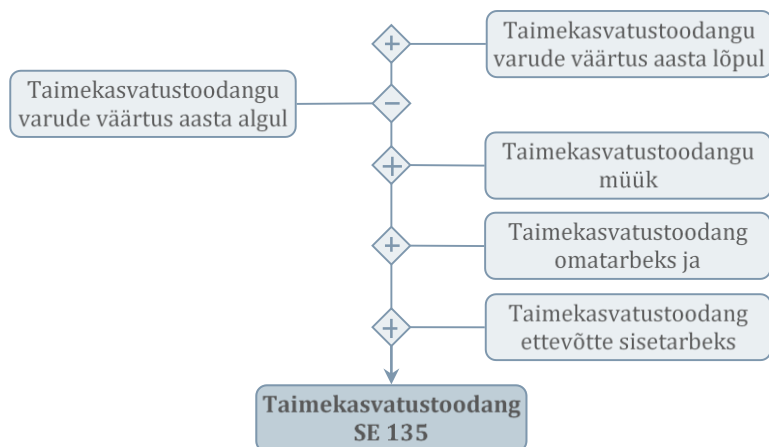 Taimekasvatustoodangu
varude väärtus aasta lõpul
+
Taimekasvatustoodangu
varude väärtus aasta algul
−
Taimekasvatustoodangu
müük
+
Taimekasvatustoodang
omatarbeks ja
+
Taimekasvatustoodang
ettevõtte sisetarbeks
+
Taimekasvatustoodang
SE 135